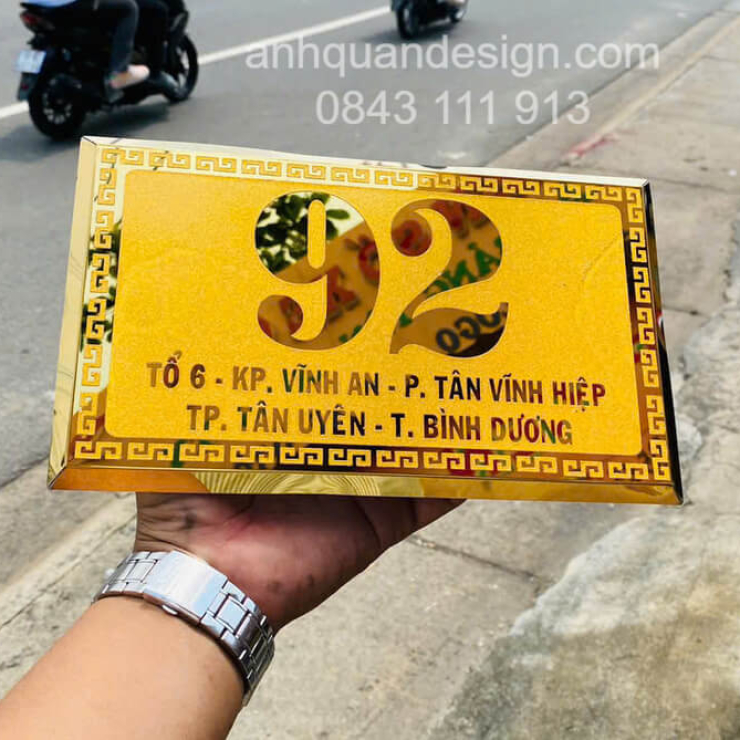 anhquandesign.com
0843 111 913
92
TỔ 6 - KP. VĨNH AN - P. TÂN VĨNH HIỆP
TP. TÂN UYÊN - T. BÌNH DƯƠNG